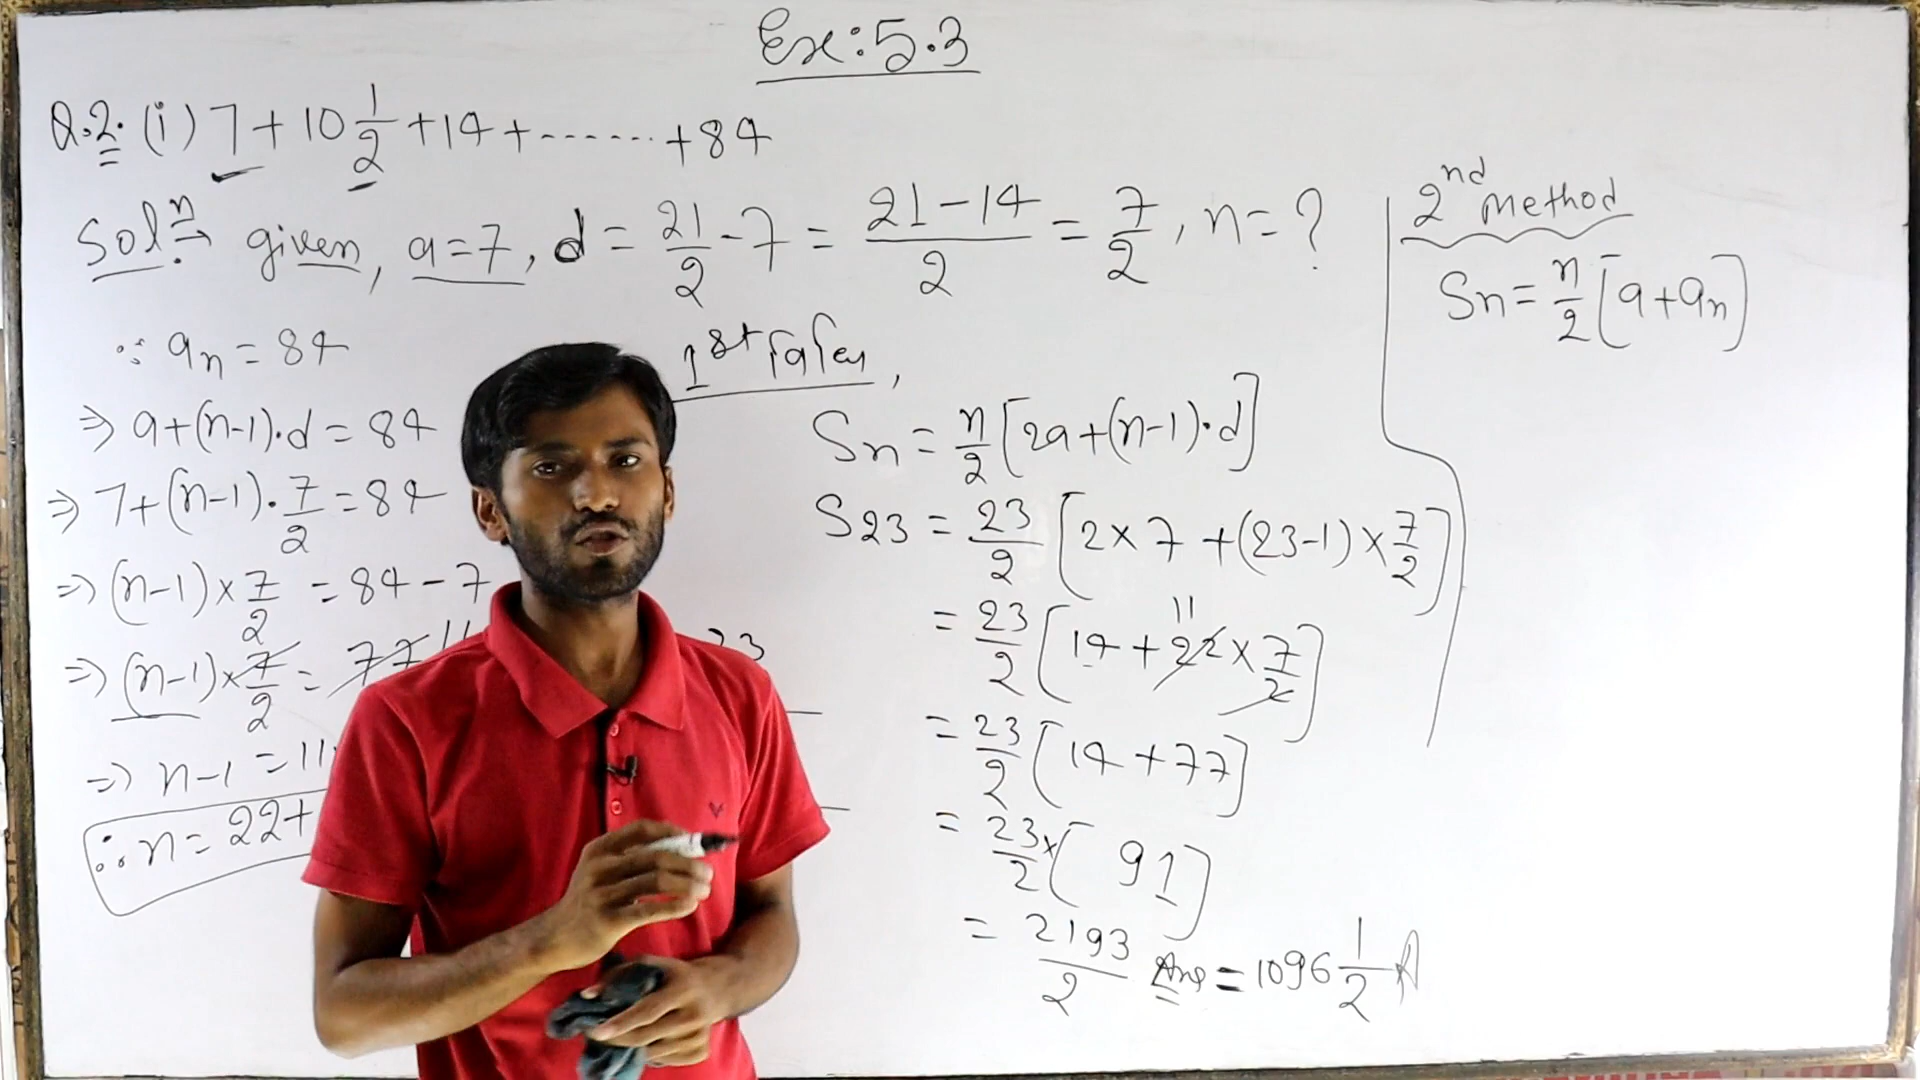 Ex:5.3
Q.2. (i) 7 + 10 1/2 + 14 + ....... + 84
Solⁿ. given, a=7, d = 21/2 - 7 = (21-14)/2 = 7/2, n=?
∵ an = 84
⇒ a+(n-1).d = 84
⇒ 7+(n-1).7/2 = 84
⇒ (n-1)×7/2 = 84-7
⇒ (n-1)×7/2 = 77 11
⇒ n-1 = 11
∴ n = 22+
23
1st
Sn = n/2 [2a+(n-1).d]
S23 = 23/2 [2×7+(23-1)×7/2]
= 23/2 [14 + 22 11 × 7/2]
= 23/2 [14+77]
= 23/2 × [91]
= 2193/2 Ans = 1096 1/2 A
2nd Method
Sn = n/2 [a+an]